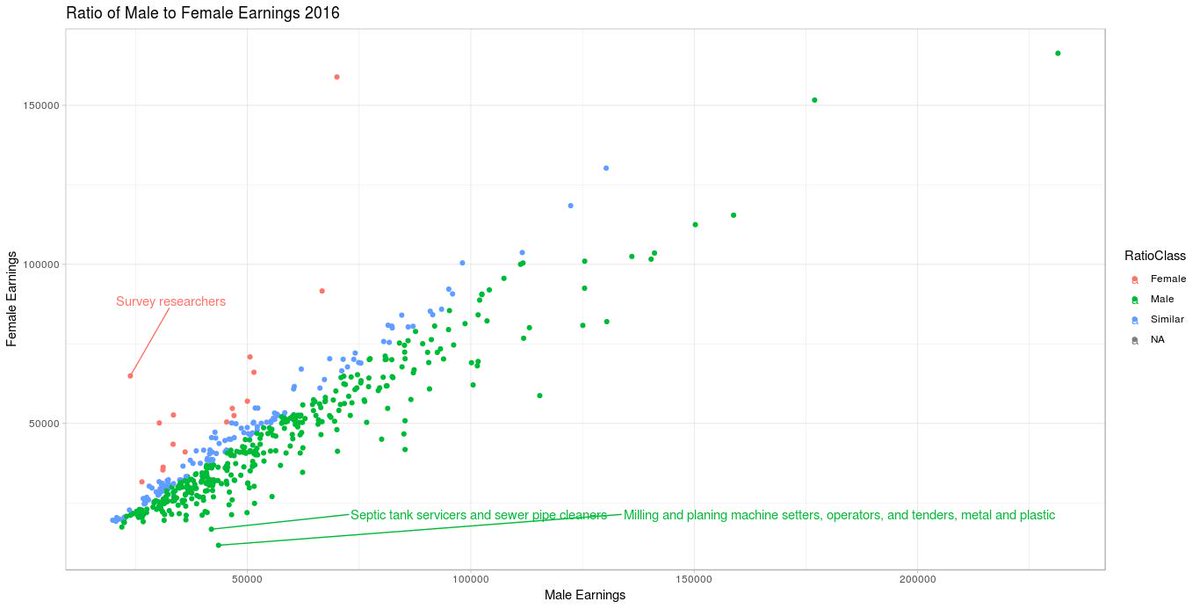 Ratio of Male to Female Earnings 2016
Female Earnings
150000
100000
50000
Survey researchers
Septic tank servicers and sewer pipe cleaners
Milling and planing machine setters, operators, and tenders, metal and plastic
50000
100000
150000
200000
Male Earnings
RatioClass
Female
Male
Similar
NA